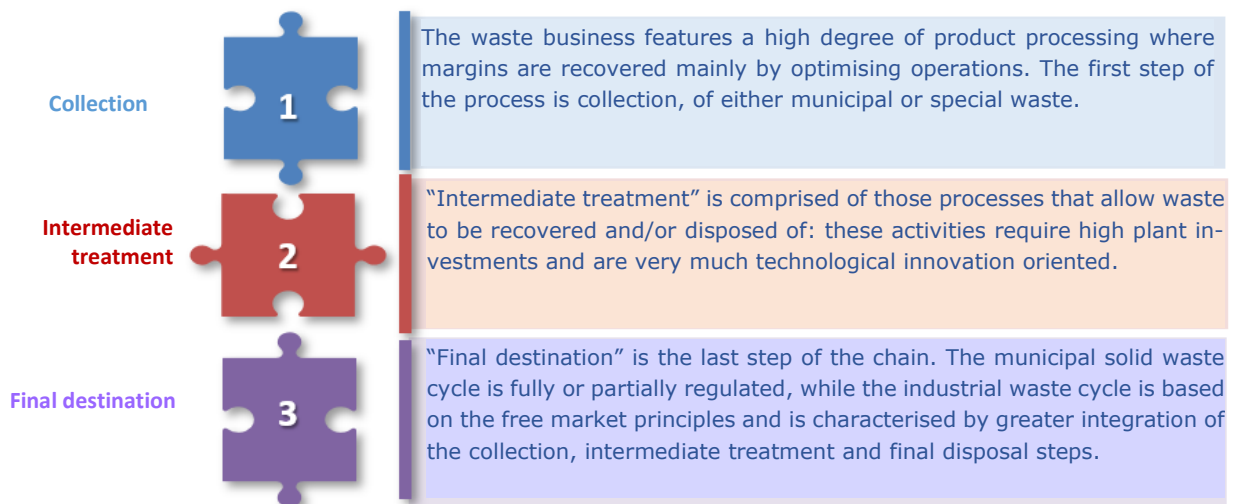 Collection
1
The waste business features a high degree of product processing where
margins are recovered mainly by optimising operations. The first step of
the process is collection, of either municipal or special waste.
Intermediate
treatment
2
“Intermediate treatment” is comprised of those processes that allow waste
to be recovered and/or disposed of: these activities require high plant in-
vestments and are very much technological innovation oriented.
Final destination
3
“Final destination” is the last step of the chain. The municipal solid waste
cycle is fully or partially regulated, while the industrial waste cycle is based
on the free market principles and is characterised by greater integration of
the collection, intermediate treatment and final disposal steps.